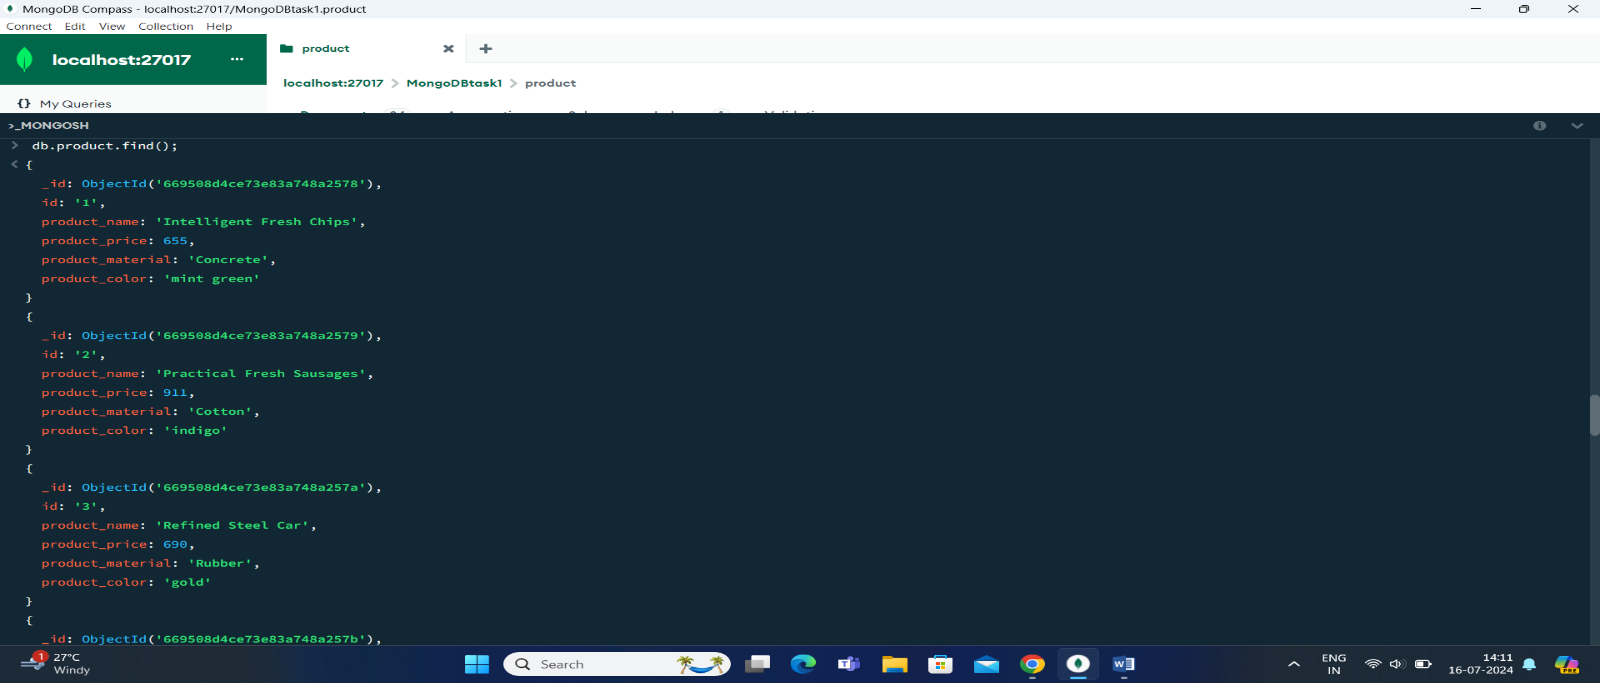 MongoDB Compass - localhost:27017/MongoDBtask1.product
Connect Edit View Collection Help
localhost:27017 ...
product
localhost:27017 > MongoDBtask1 > product
{} My Queries
>_MONGOSH
> db.product.find();
< {
_id: ObjectId('669508d4ce73e83a748a2578'),
id: '1',
product_name: 'Intelligent Fresh Chips',
product_price: 655,
product_material: 'Concrete',
product_color: 'mint green'
}
{
_id: ObjectId('669508d4ce73e83a748a2579'),
id: '2',
product_name: 'Practical Fresh Sausages',
product_price: 911,
product_material: 'Cotton',
product_color: 'indigo'
}
{
_id: ObjectId('669508d4ce73e83a748a257a'),
id: '3',
product_name: 'Refined Steel Car',
product_price: 690,
product_material: 'Rubber',
product_color: 'gold'
}
{
_id: ObjectId('669508d4ce73e83a748a257b'),
1
27°C
Windy
Search
ENG
IN
14:11
16-07-2024